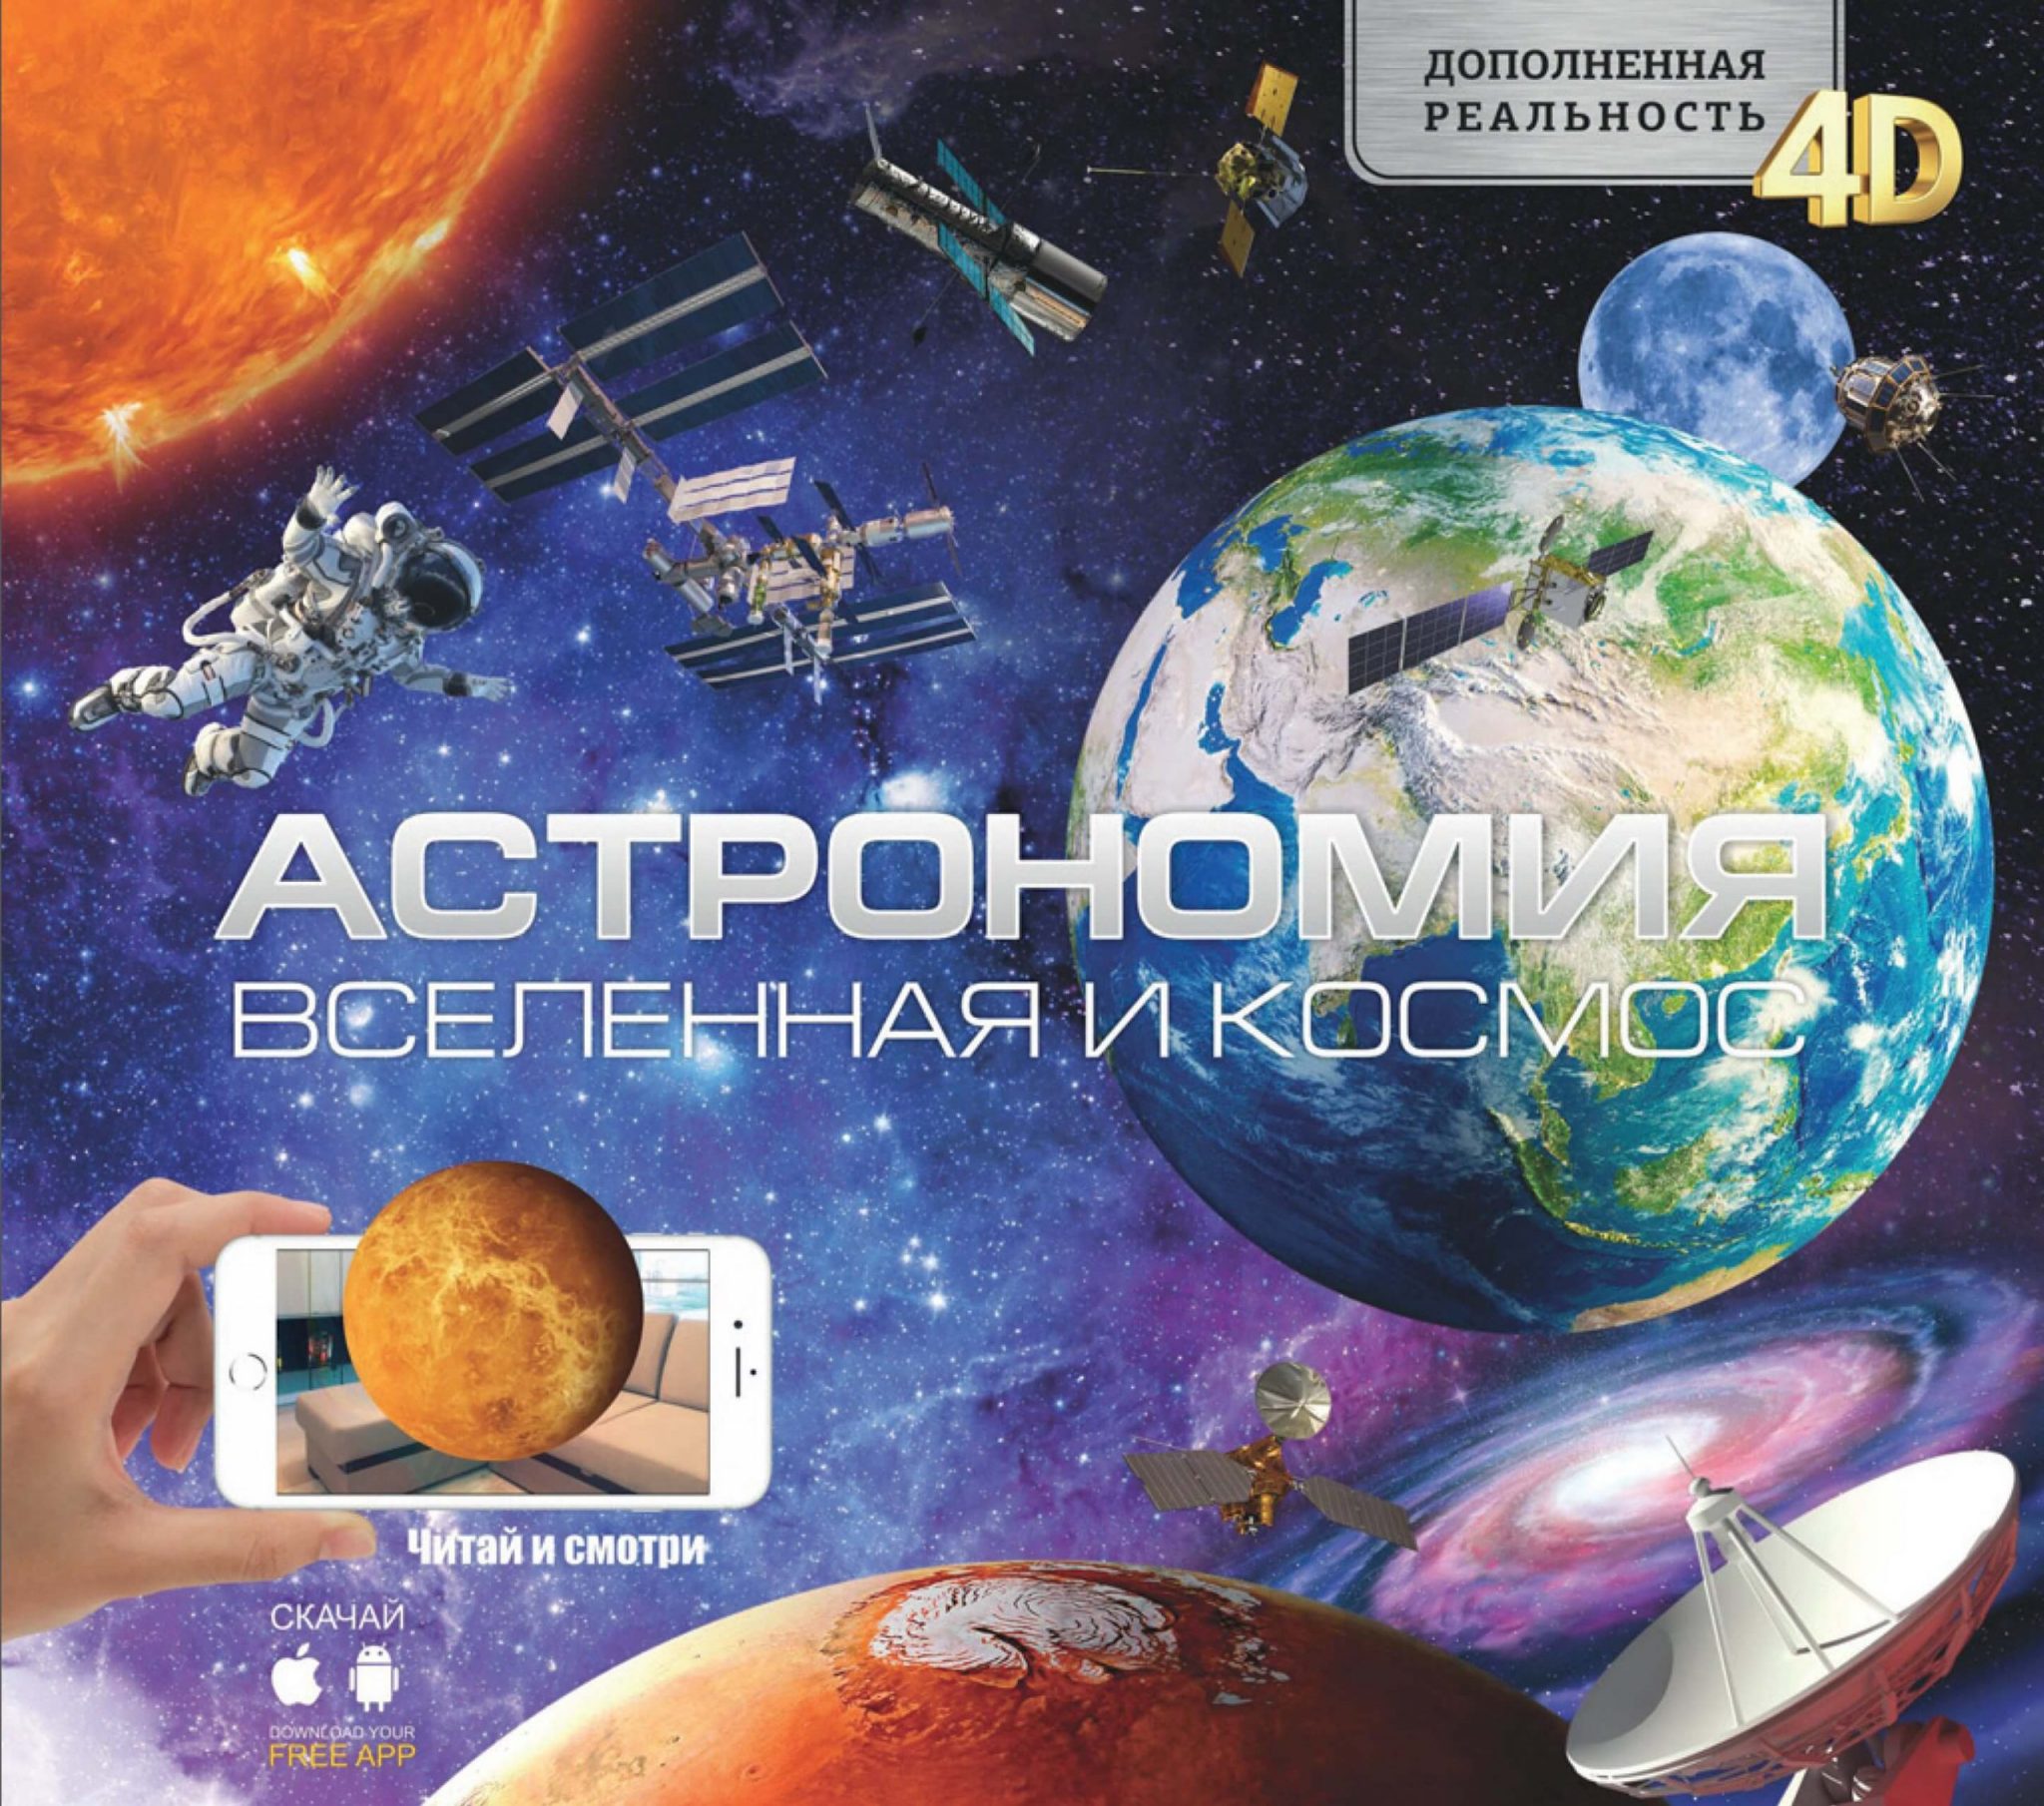 ДОПОЛНЕННАЯ
РЕАЛЬНОСТЬ
4D
АСТРОНОМИЯ
ВСЕЛЕННАЯ И КОСМОС
Читай и смотри
СКАЧАЙ
DOWNLOAD YOUR
FREE APP